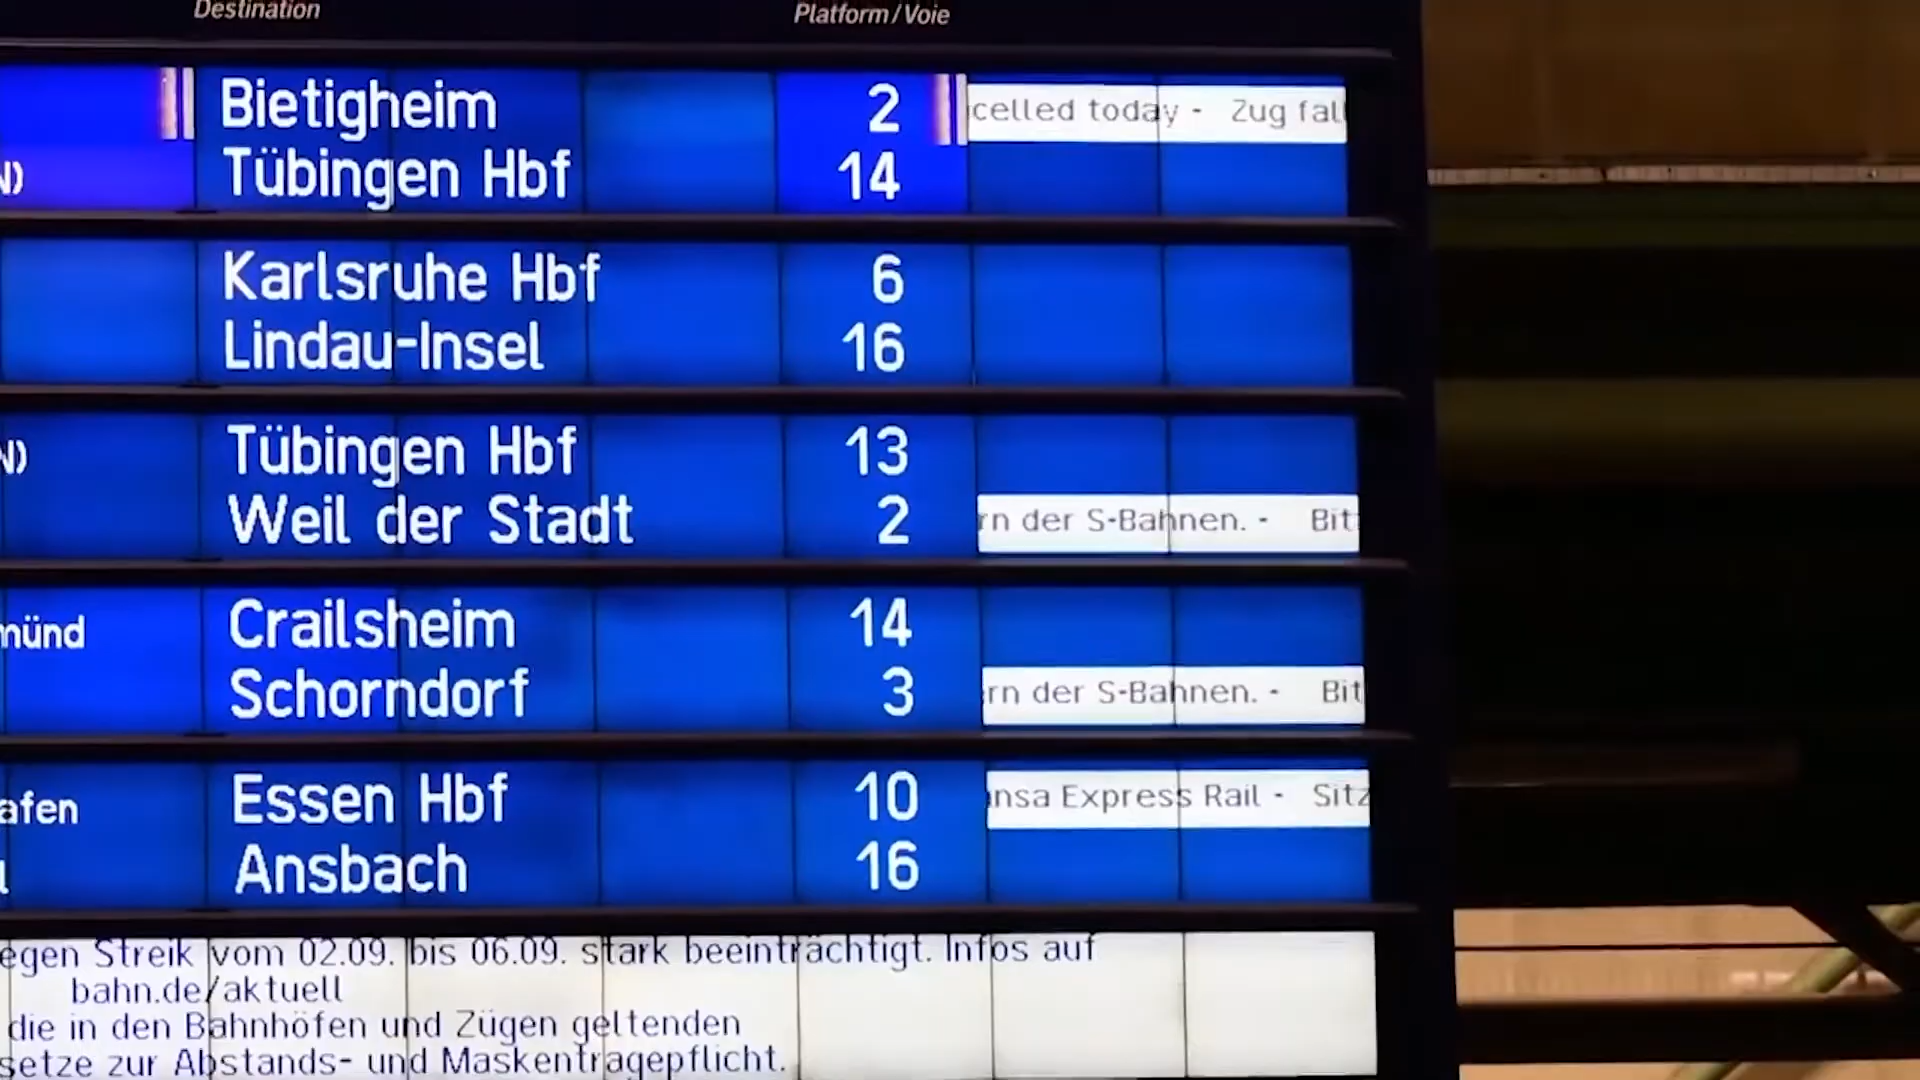 Destination Platform/Voie
Bietigheim 2 celled today - Zug fal
N) Tübingen Hbf 14
Karlsruhe Hbf 6
Lindau-Insel 16
N) Tübingen Hbf 13
Weil der Stadt 2 rn der S-Bahnen. - Bit
münd Crailsheim 14
Schorndorf 3 rn der S-Bahnen. - Bit
afen Essen Hbf 10 nsa Express Rail - Sitz
Ansbach 16
egen Streik vom 02.09. bis 06.09. stark beeinträchtigt. Infos auf
bahn.de/aktuell
die in den Bahnhöfen und Zügen geltenden
setze zur Abstands- und Maskentragepflicht.